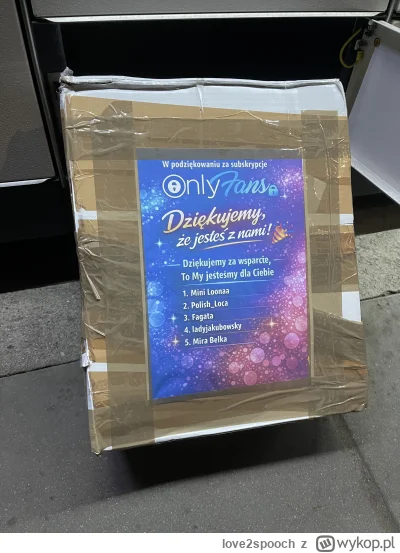 W podziękowaniu za subskrypcje
OnlyFans
Dziękujemy,
że jesteś z nami!
Dziękujemy za wsparcie,
To My jesteśmy dla Ciebie
1. Mini Loonaa
2. Polish_Loca
3. Fagata
4. ladyjakubowsky
5. Mira Belka
love2spooch z wykop.pl